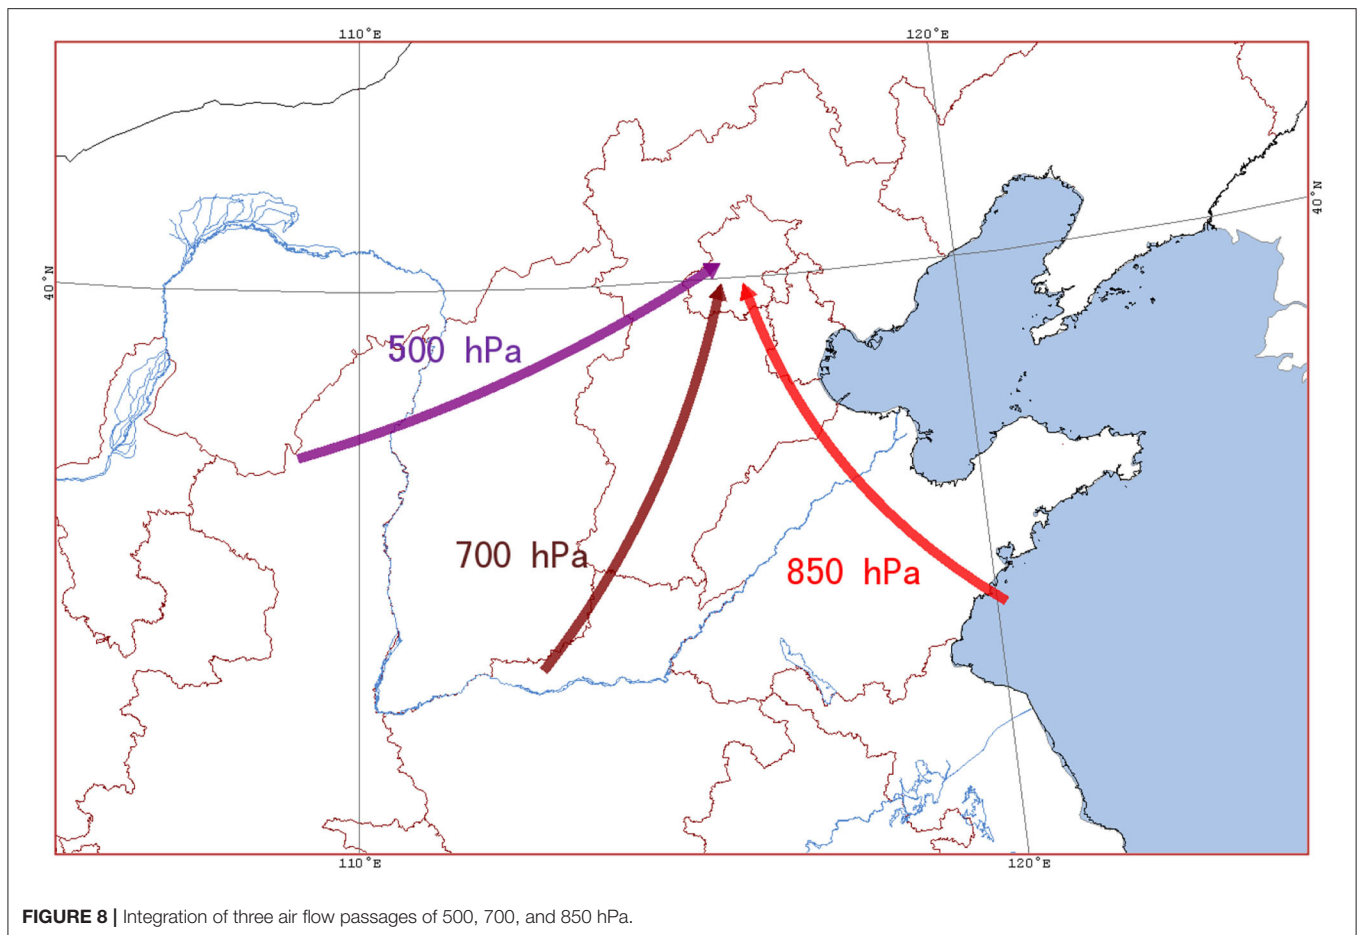 110°E
120°E
40°N
40°N
500 hPa
700 hPa
850 hPa
110°E
120°E
FIGURE 8 | Integration of three air flow passages of 500, 700, and 850 hPa.